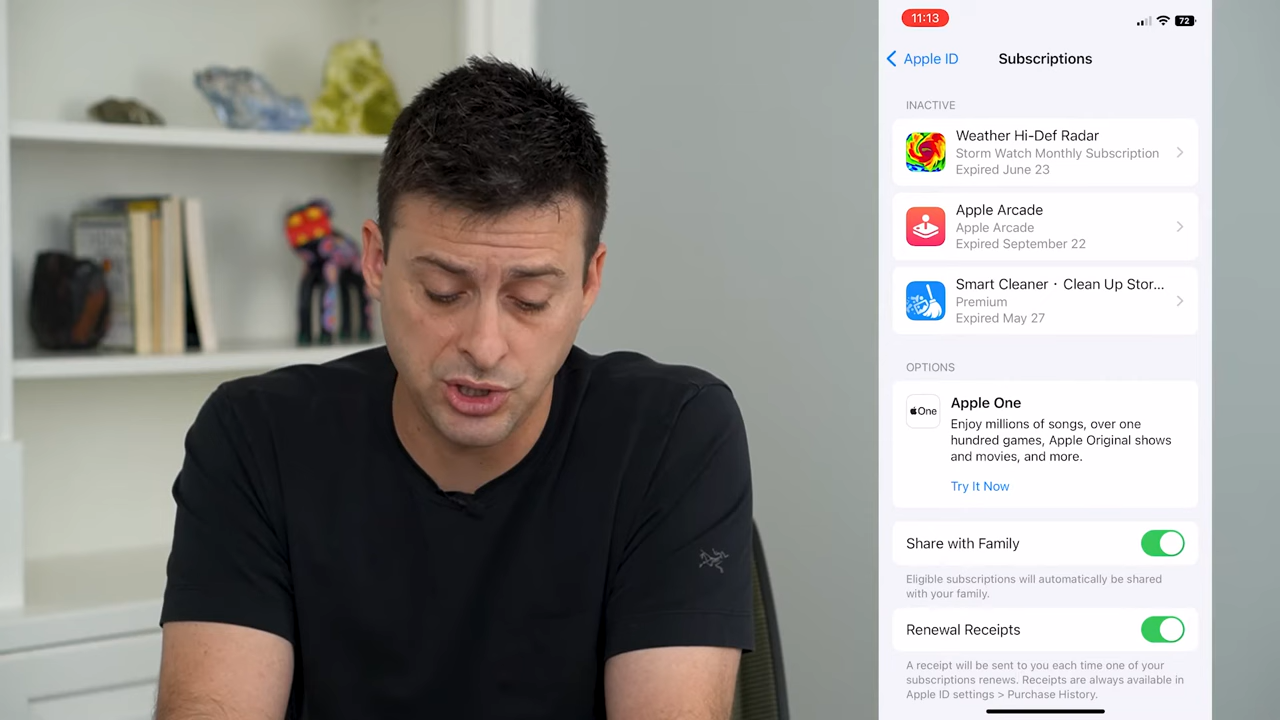 11:13
72
Apple ID
Subscriptions
INACTIVE
Weather Hi-Def Radar
Storm Watch Monthly Subscription
Expired June 23
Apple Arcade
Apple Arcade
Expired September 22
Smart Cleaner · Clean Up Stor...
Premium
Expired May 27
OPTIONS
One
Apple One
Enjoy millions of songs, over one
hundred games, Apple Original shows
and movies, and more.
Try It Now
Share with Family
Eligible subscriptions will automatically be shared
with your family.
Renewal Receipts
A receipt will be sent to you each time one of your
subscriptions renews. Receipts are always available in
Apple ID settings > Purchase History.